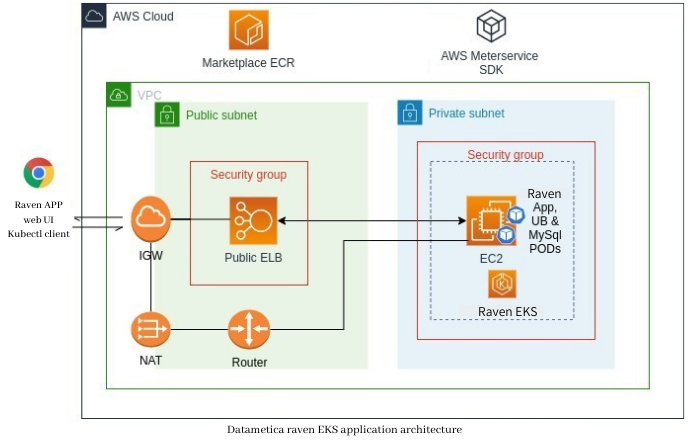 AWS Cloud
Marketplace ECR
AWS Meterservice
SDK
VPC
Public subnet
Private subnet
Security group
Security group
Raven APP
web UI
Kubectl client
IGW
Public ELB
EC2
Raven
App,
UB &
MySql
PODs
Raven EKS
NAT
Router
Datametica raven EKS application architecture